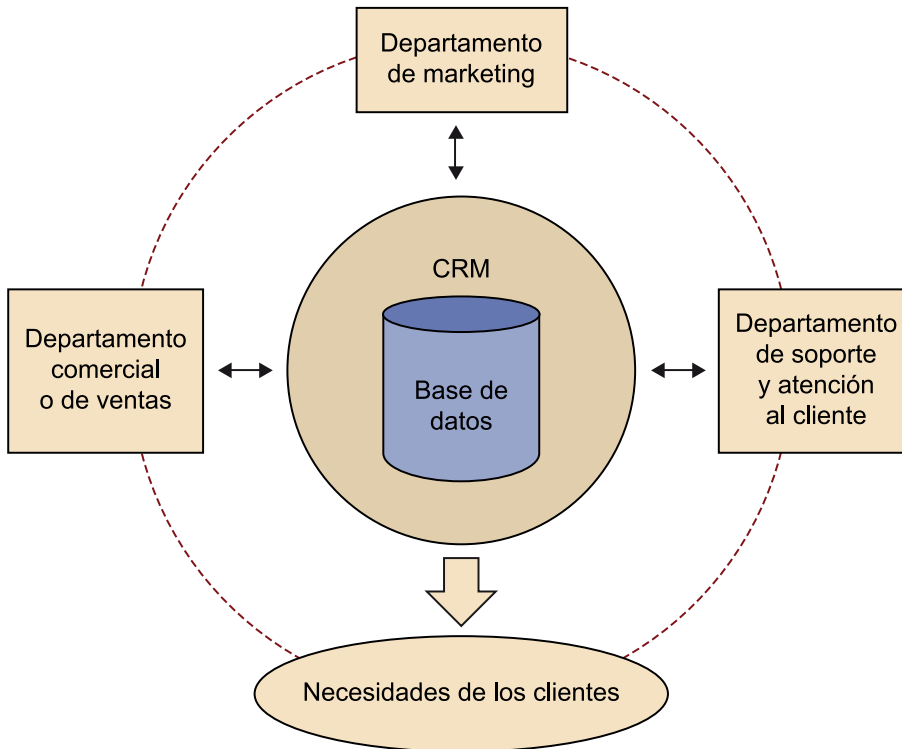 Departamento
de marketing
CRM
Base de
datos
Departamento
comercial
o de ventas
Departamento
de soporte
y atención
al cliente
Necesidades de los clientes